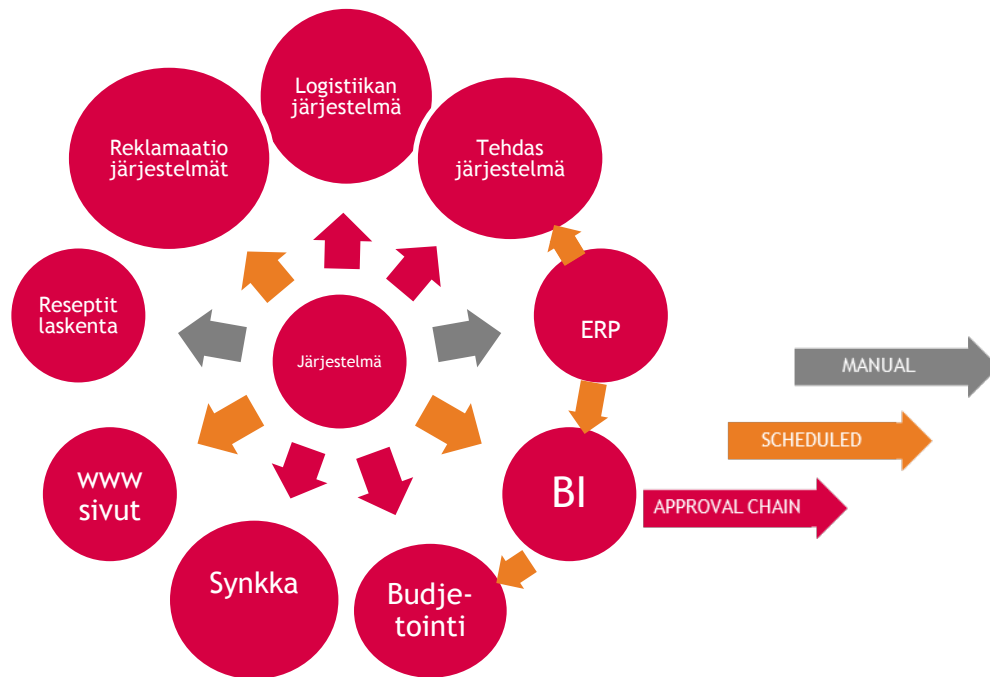 Logistiikan
järjestelmä
Reklamaatio
järjestelmät
Tehdas
järjestelmä
Reseptit
laskenta
ERP
Järjestelmä
MANUAL
SCHEDULED
www
sivut
BI
APPROVAL CHAIN
Synkka
Budje-
tointi